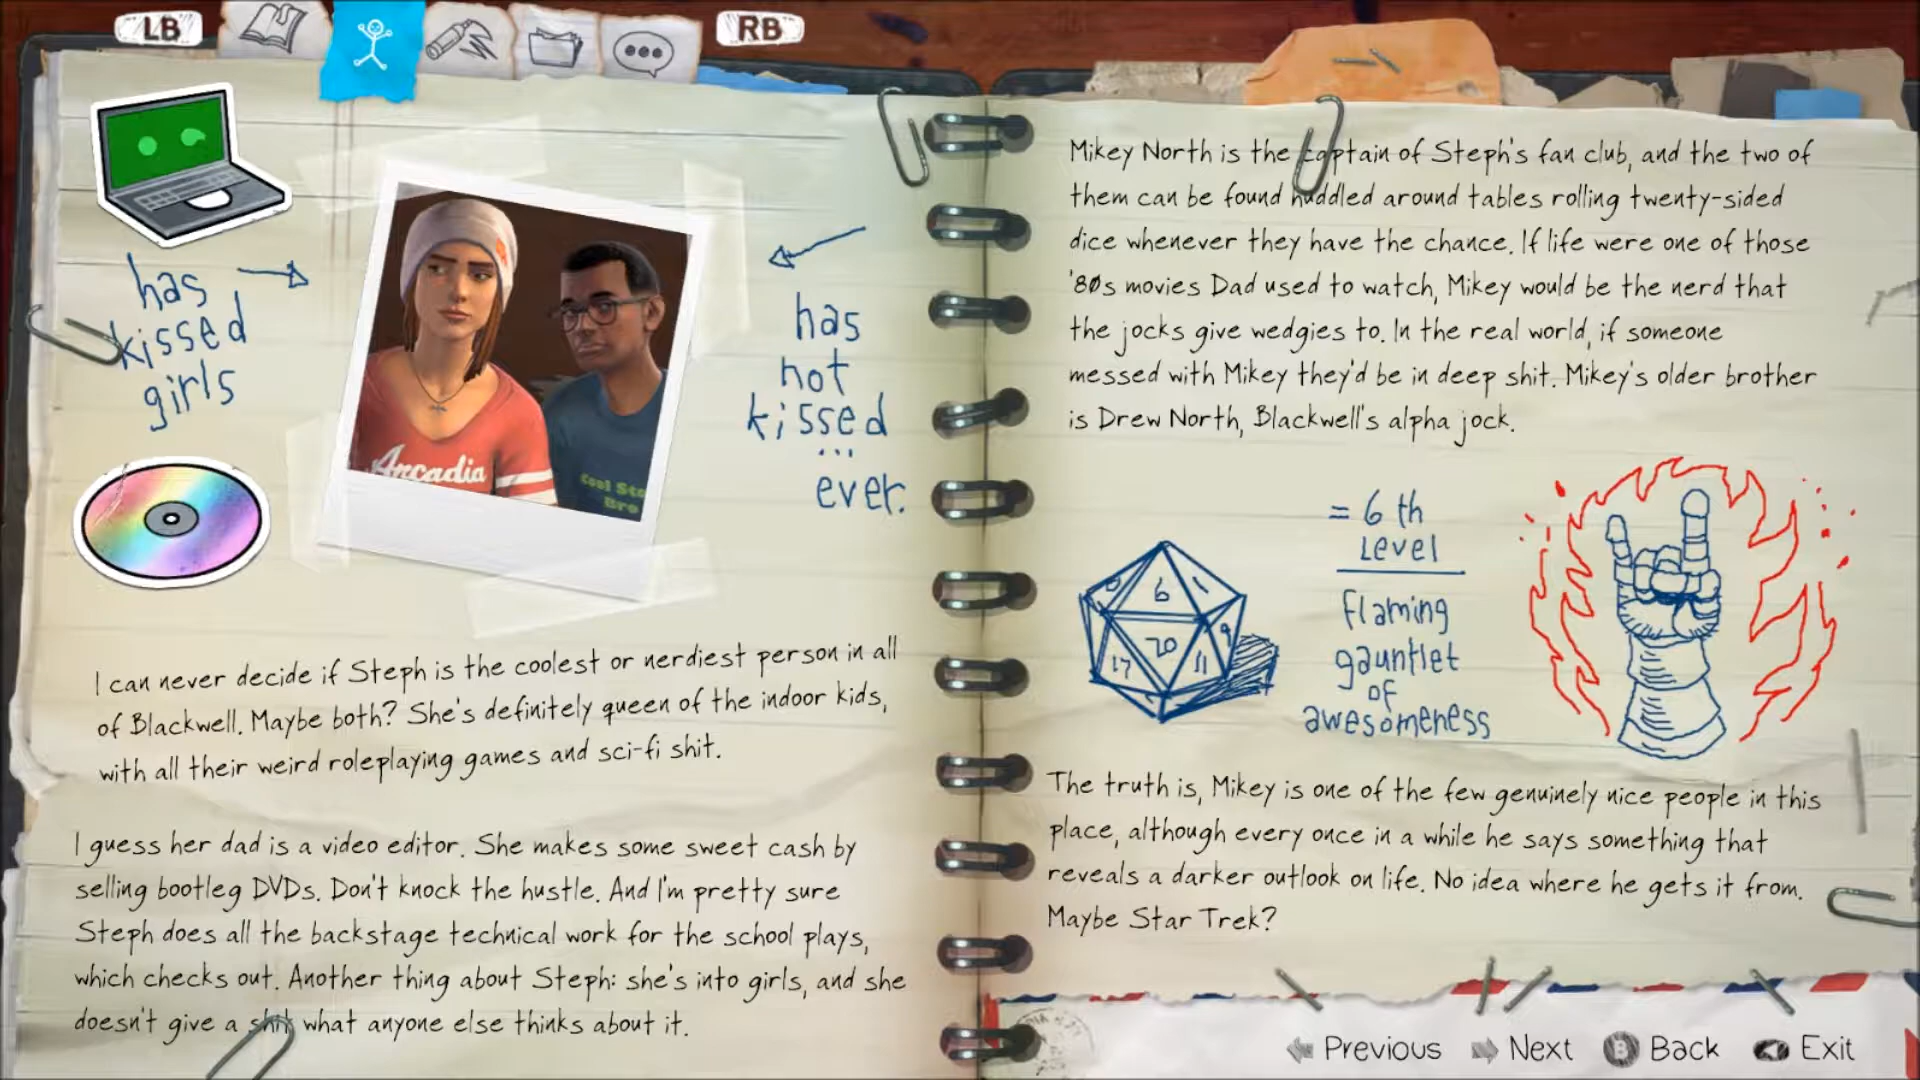 LB
RB
has
kissed
girls
has
not
kissed
...
ever.
Arcadia
Cool Sto
Bro
I can never decide if Steph is the coolest or nerdiest person in all
of Blackwell. Maybe both? She's definitely queen of the indoor kids,
with all their weird roleplaying games and sci-fi shit.
I guess her dad is a video editor. She makes some sweet cash by
selling bootleg DVDs. Don't knock the hustle. And I'm pretty sure
Steph does all the backstage technical work for the school plays,
which checks out. Another thing about Steph: she's into girls, and she
doesn't give a shit what anyone else thinks about it.
Mikey North is the captain of Steph's fan club, and the two of
them can be found huddled around tables rolling twenty-sided
dice whenever they have the chance. If life were one of those
'80s movies Dad used to watch, Mikey would be the nerd that
the jocks give wedgies to. In the real world, if someone
messed with Mikey they'd be in deep shit. Mikey's older brother
is Drew North, Blackwell's alpha jock.
6
1
20
9
17
11
= 6th
Level
Flaming
gauntlet
of
awesomeness
The truth is, Mikey is one of the few genuinely nice people in this
place, although every once in a while he says something that
reveals a darker outlook on life. No idea where he gets it from.
Maybe Star Trek?
Previous
Next
B Back
Exit